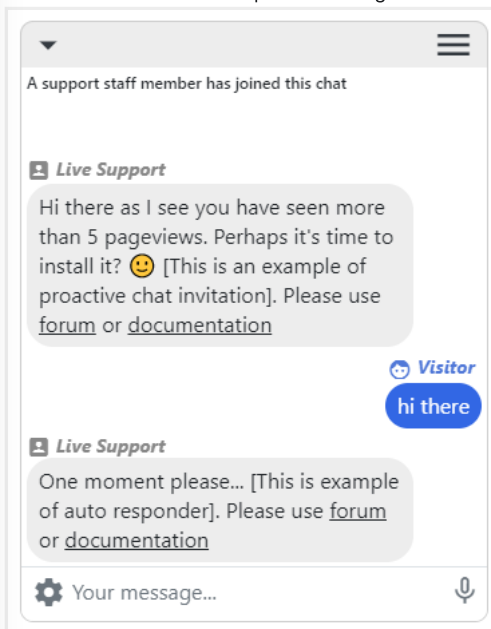 A support staff member has joined this chat
Live Support
Hi there as I see you have seen more
than 5 pageviews. Perhaps it's time to
install it? 🙂 [This is an example of
proactive chat invitation]. Please use
forum or documentation
Visitor
hi there
Live Support
One moment please... [This is example
of auto responder]. Please use forum
or documentation
Your message...